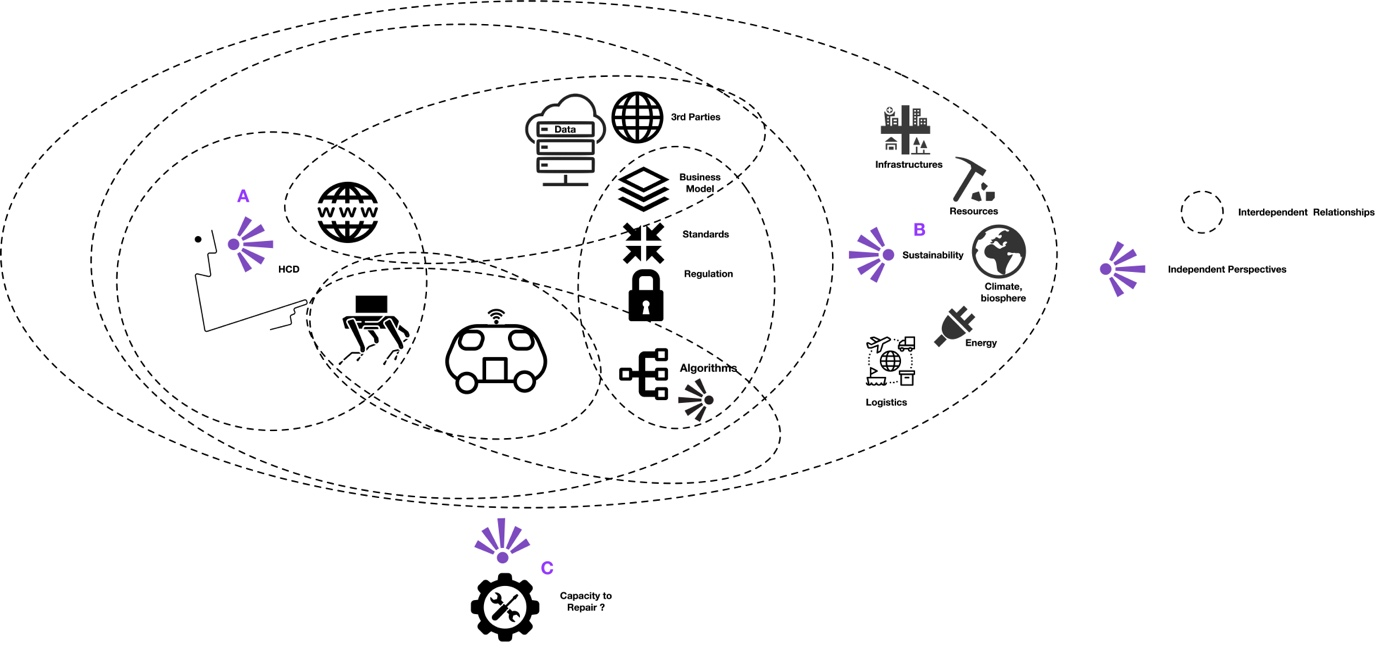 Data
3rd Parties
Infrastructures
Business
Model
A
WWW
Resources
Interdependent Relationships
Standards
B
HCD
Sustainability
Independent Perspectives
Regulation
Climate,
biosphere
Energy
Algorithms
Logistics
C
Capacity to
Repair ?